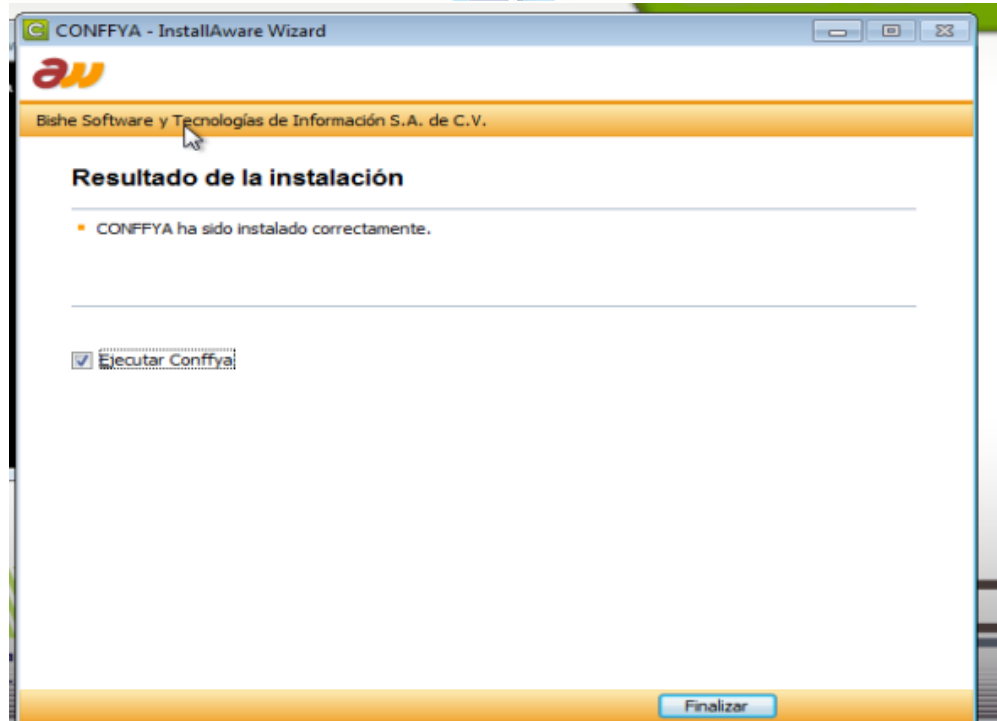 CONFFYA - InstallAware Wizard
aw
Bishe Software y Tecnologías de Información S.A. de C.V.
Resultado de la instalación
CONFFYA ha sido instalado correctamente.
Ejecutar Conffya
Finalizar